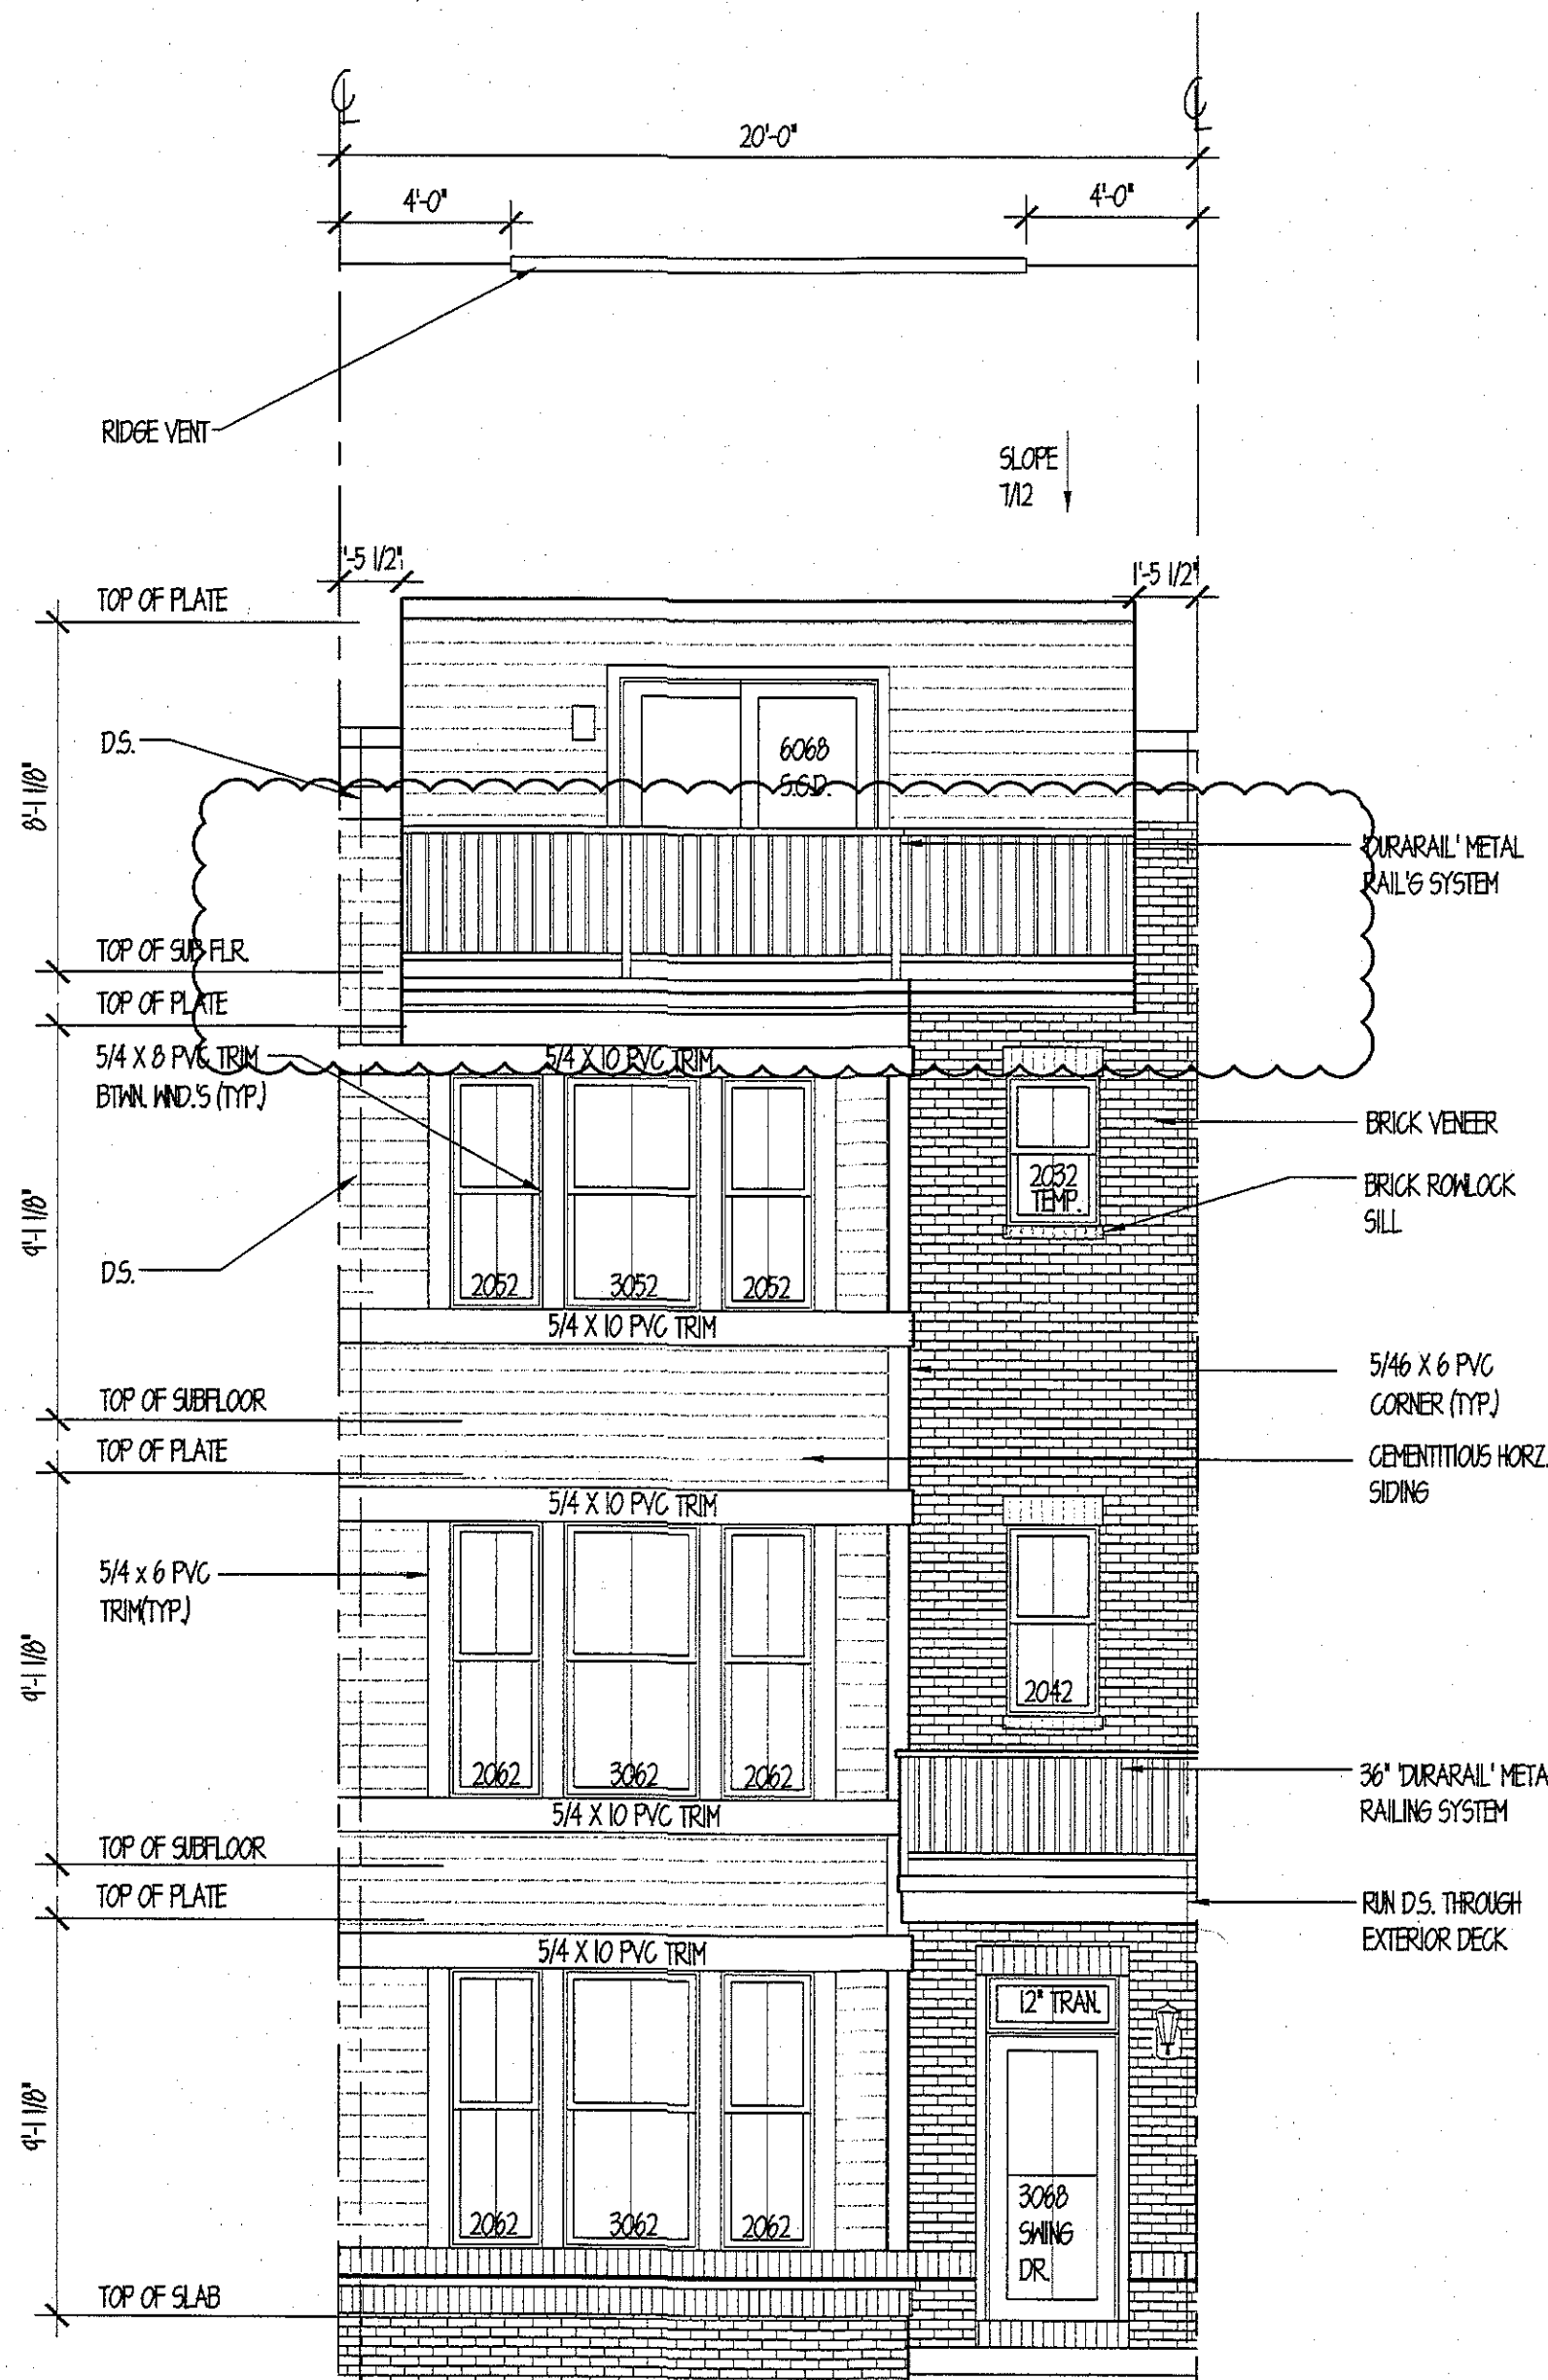 ℄
℄
20'-0"
4'-0"
4'-0"
RIDGE VENT
SLOPE
7/12
'-5 1/2"
1'-5 1/2"
TOP OF PLATE
6068
S.G.D.
D.S.
8'-1 1/8"
'DURARAIL' METAL
RAIL'G SYSTEM
TOP OF SUB FLR.
TOP OF PLATE
5/4 X 8 PVC TRIM
BTWN. WND.'S (TYP.)
5/4 X 10 PVC TRIM
BRICK VENEER
2032
TEMP.
BRICK ROWLOCK
SILL
9'-1 1/8"
D.S.
2052
3052
2052
5/4 X 10 PVC TRIM
5/46 X 6 PVC
CORNER (TYP.)
TOP OF SUBFLOOR
TOP OF PLATE
CEMENTITIOUS HORZ.
SIDING
5/4 X 10 PVC TRIM
5/4 x 6 PVC
TRIM(TYP.)
9'-1 1/8"
2042
2062
3062
2062
36" 'DURARAIL' META
RAILING SYSTEM
5/4 X 10 PVC TRIM
TOP OF SUBFLOOR
TOP OF PLATE
RUN D.S. THROUGH
EXTERIOR DECK
5/4 X 10 PVC TRIM
12" TRAN.
9'-1 1/8"
2062
3062
2062
3068
SWING
DR.
TOP OF SLAB